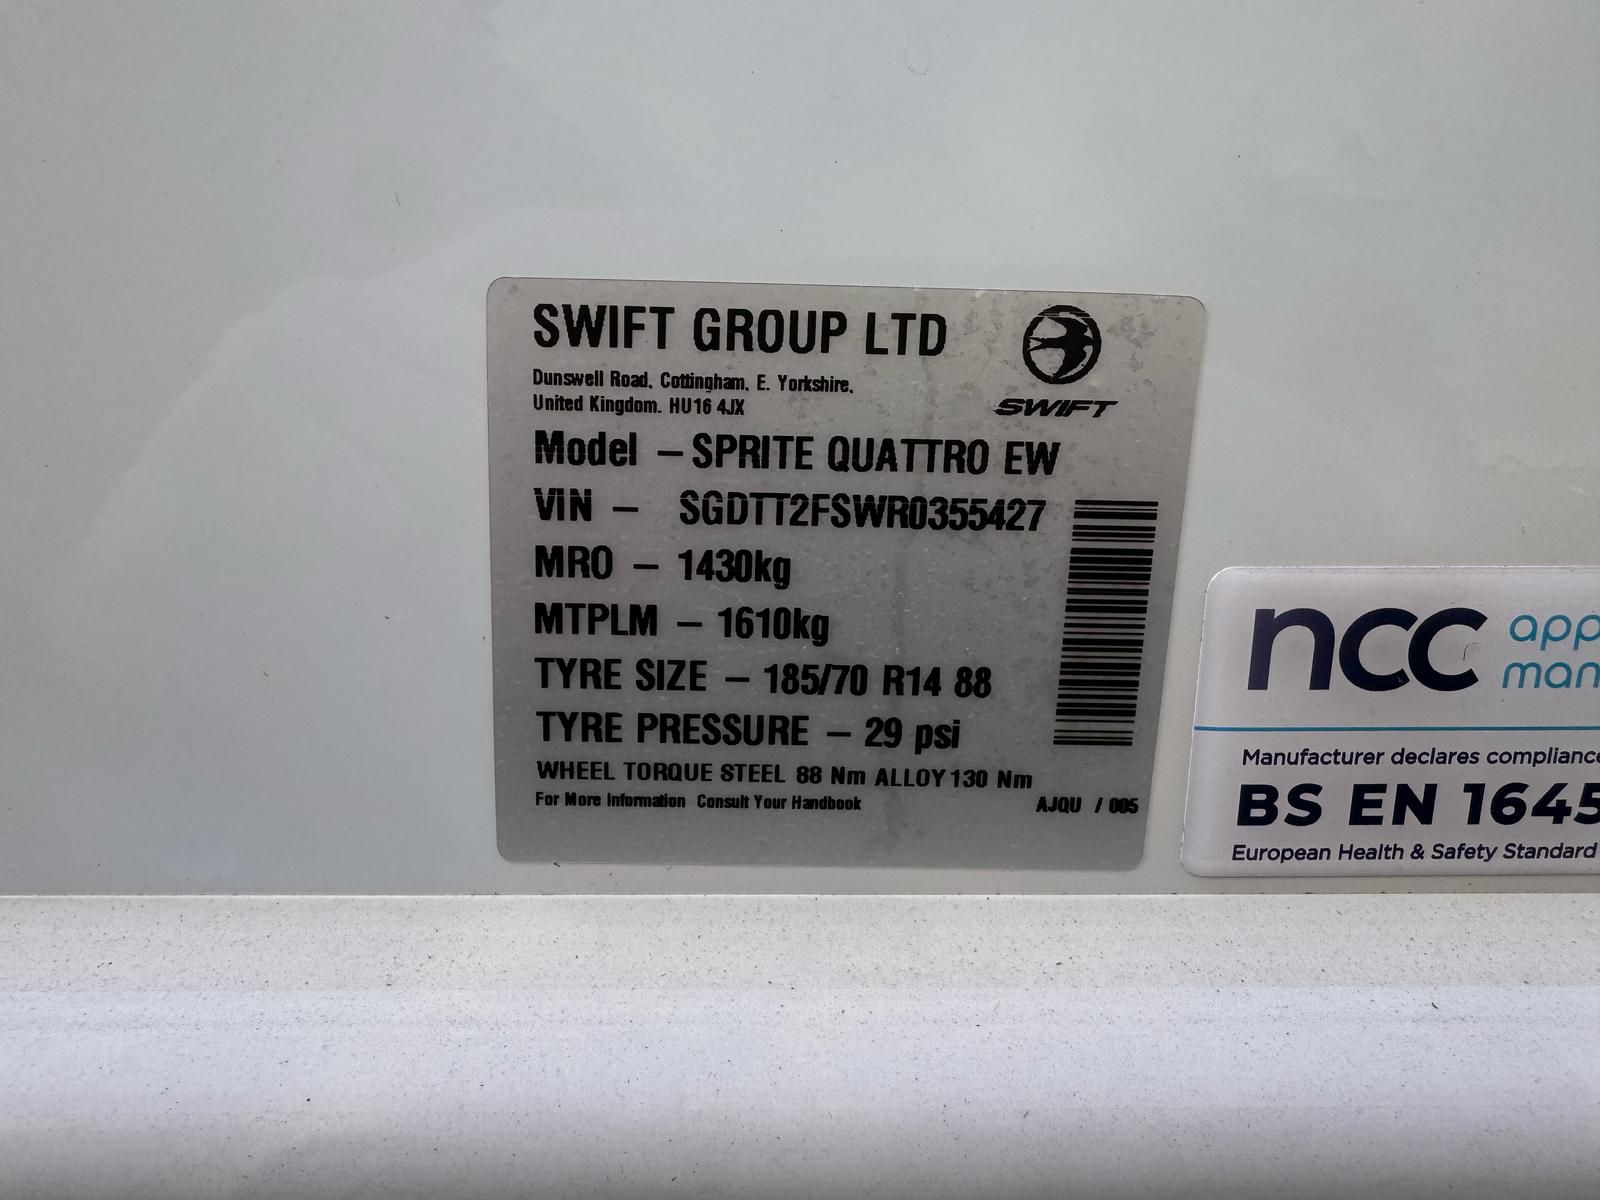 SWIFT GROUP LTD
Dunswell Road, Cottingham, E. Yorkshire,
United Kingdom. HU16 4JX
SWIFT
Model – SPRITE QUATTRO EW
VIN – SGDTT2FSWR0355427
MRO – 1430kg
MTPLM – 1610kg
TYRE SIZE – 185/70 R14 88
TYRE PRESSURE – 29 psi
WHEEL TORQUE STEEL 88 Nm ALLOY 130 Nm
For More Information Consult Your Handbook
AJQU / 005
ncc
app
man
Manufacturer declares compliance
BS EN 1645
European Health & Safety Standard